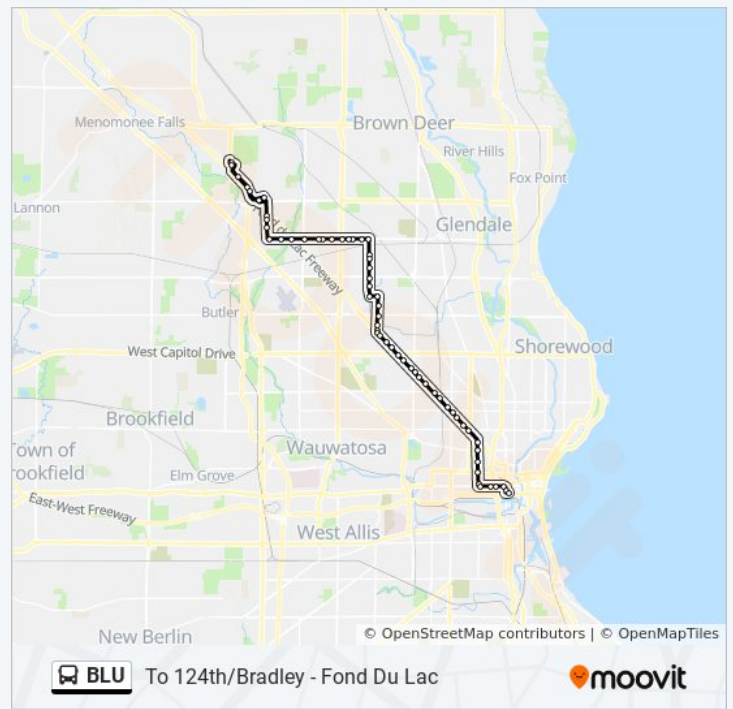 Menomonee Falls
Brown Deer
River Hills
Fox Point
Lannon
Glendale
d du Lac Freeway
Butler
West Capitol Drive
Shorewood
Brookfield
Wauwatosa
Town of
rookfield
Elm Grove
East-West Freeway
West Allis
New Berlin
© OpenStreetMap contributors | © OpenMapTiles
BLU To 124th/Bradley - Fond Du Lac
moovit